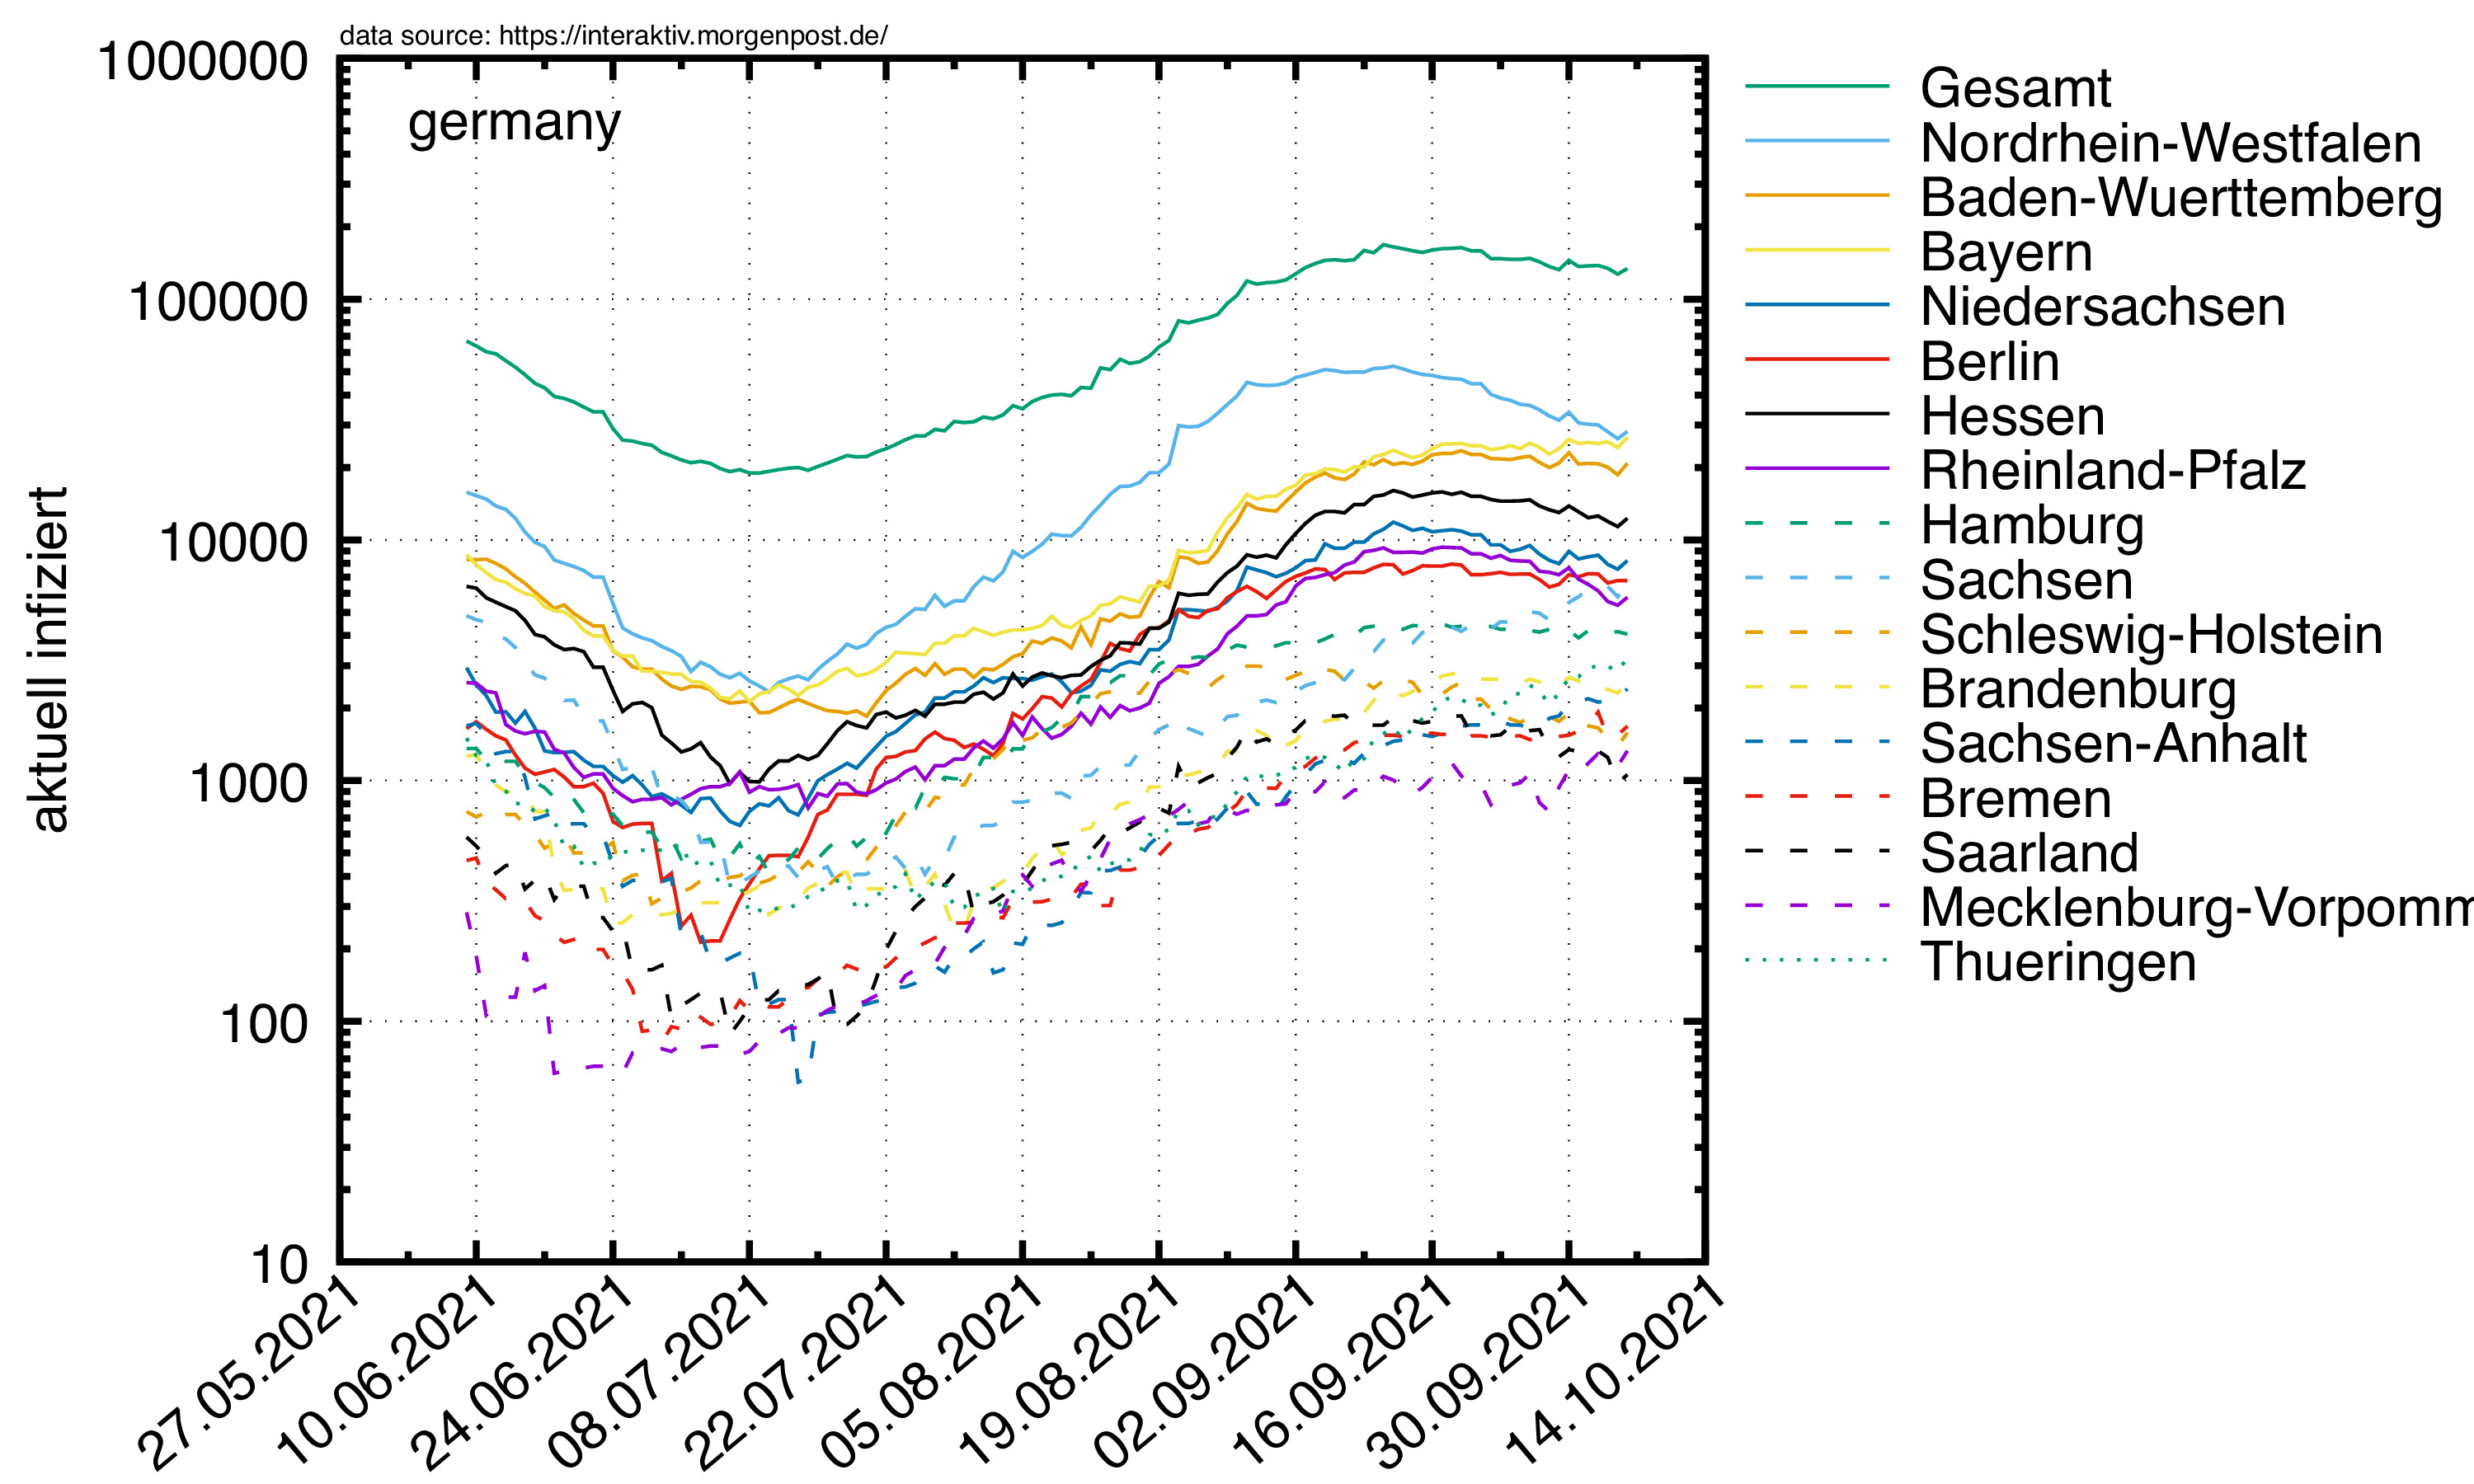 data source: https://interaktiv.morgenpost.de/
germany
aktuell infiziert
1000000
100000
10000
1000
100
10
27.05.2021
10.06.2021
24.06.2021
08.07.2021
22.07.2021
05.08.2021
19.08.2021
02.09.2021
16.09.2021
30.09.2021
14.10.2021
Gesamt
Nordrhein-Westfalen
Baden-Wuerttemberg
Bayern
Niedersachsen
Berlin
Hessen
Rheinland-Pfalz
Hamburg
Sachsen
Schleswig-Holstein
Brandenburg
Sachsen-Anhalt
Bremen
Saarland
Mecklenburg-Vorpomm
Thueringen